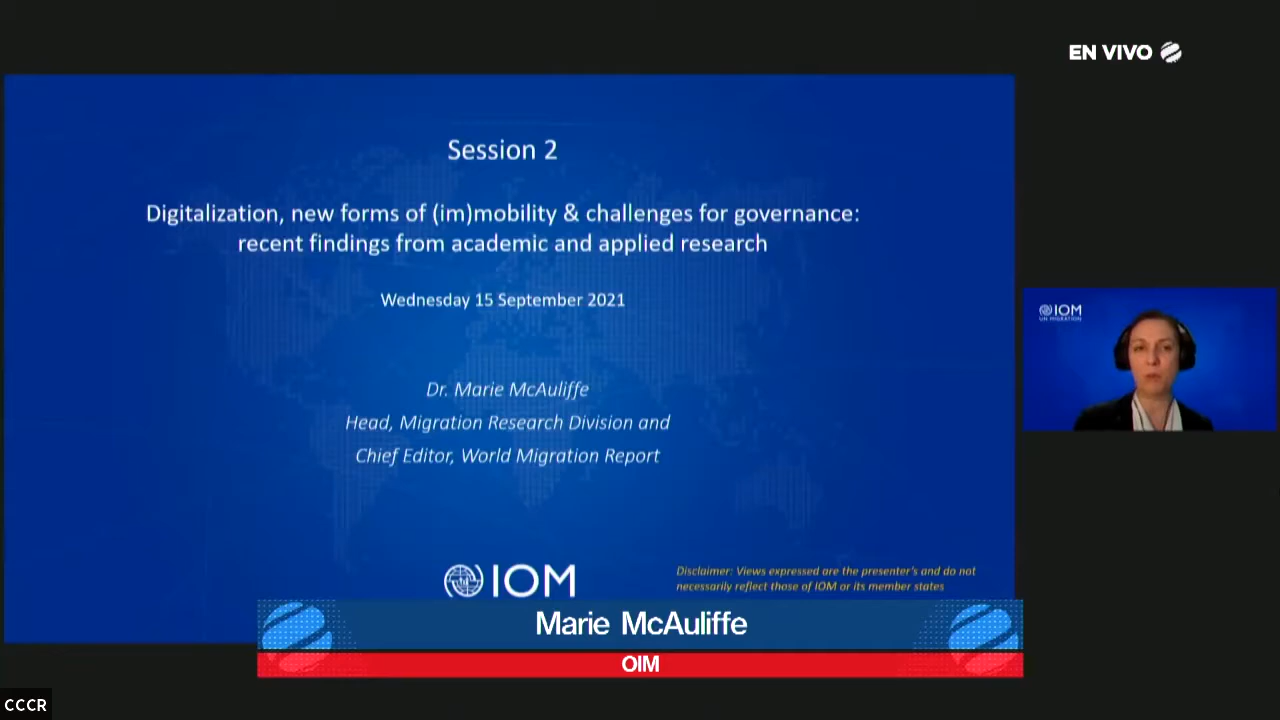 EN VIVO
Session 2
Digitalization, new forms of (im)mobility & challenges for governance:
recent findings from academic and applied research
Wednesday 15 September 2021
Dr. Marie McAuliffe
Head, Migration Research Division and
Chief Editor, World Migration Report
IOM
Disclaimer: Views expressed are the presenter's and do not
necessarily reflect those of IOM or its member states
IOM
UN MIGRATION
Marie McAuliffe
OIM
CCCR